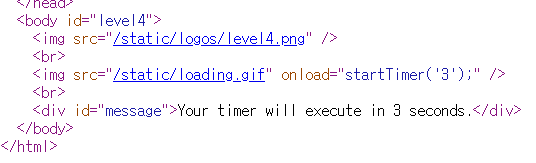 </head>
<body id="level4">
<img src="/static/logos/level4.png" />
<br>
<img src="/static/loading.gif" onload="startTimer('3');" />
<br>
<div id="message">Your timer will execute in 3 seconds.</div>
</body>
</html>